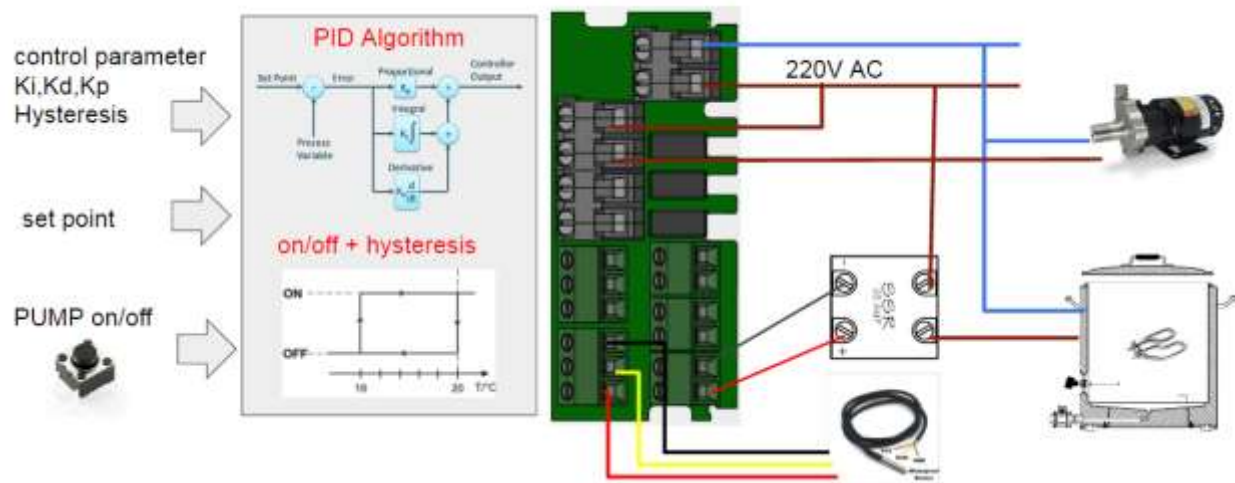 control parameter
Ki,Kd,Kp
Hysteresis
set point
PUMP on/off
PID Algorithm
Set Point
Error
Proportional
Controller
Output
Integral
Process
Variable
Derivative
on/off + hysteresis
ON
OFF
20
T/°C
220V AC
-
SSR
+